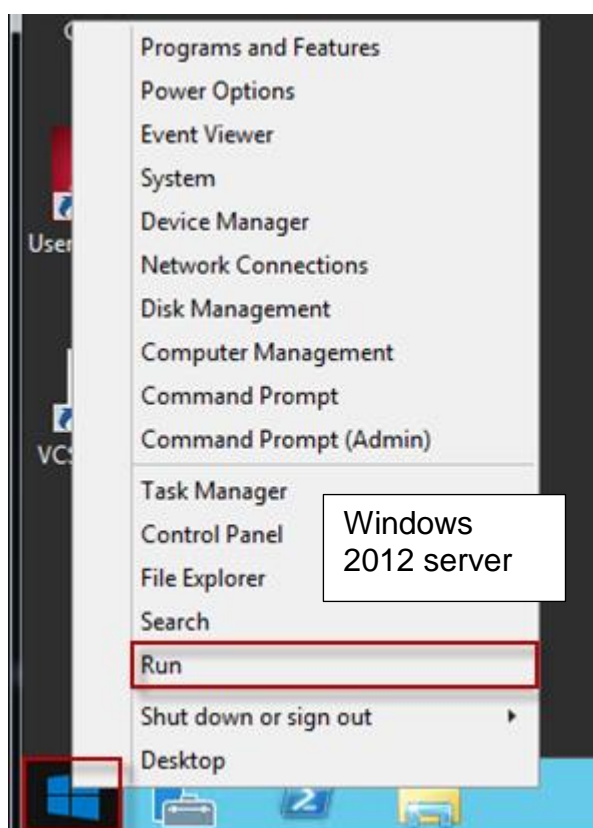 Programs and Features
Power Options
Event Viewer
System
Device Manager
User
Network Connections
Disk Management
Computer Management
Command Prompt
Command Prompt (Admin)
VCS
Task Manager
Control Panel
Windows
2012 server
File Explorer
Search
Run
Shut down or sign out
Desktop